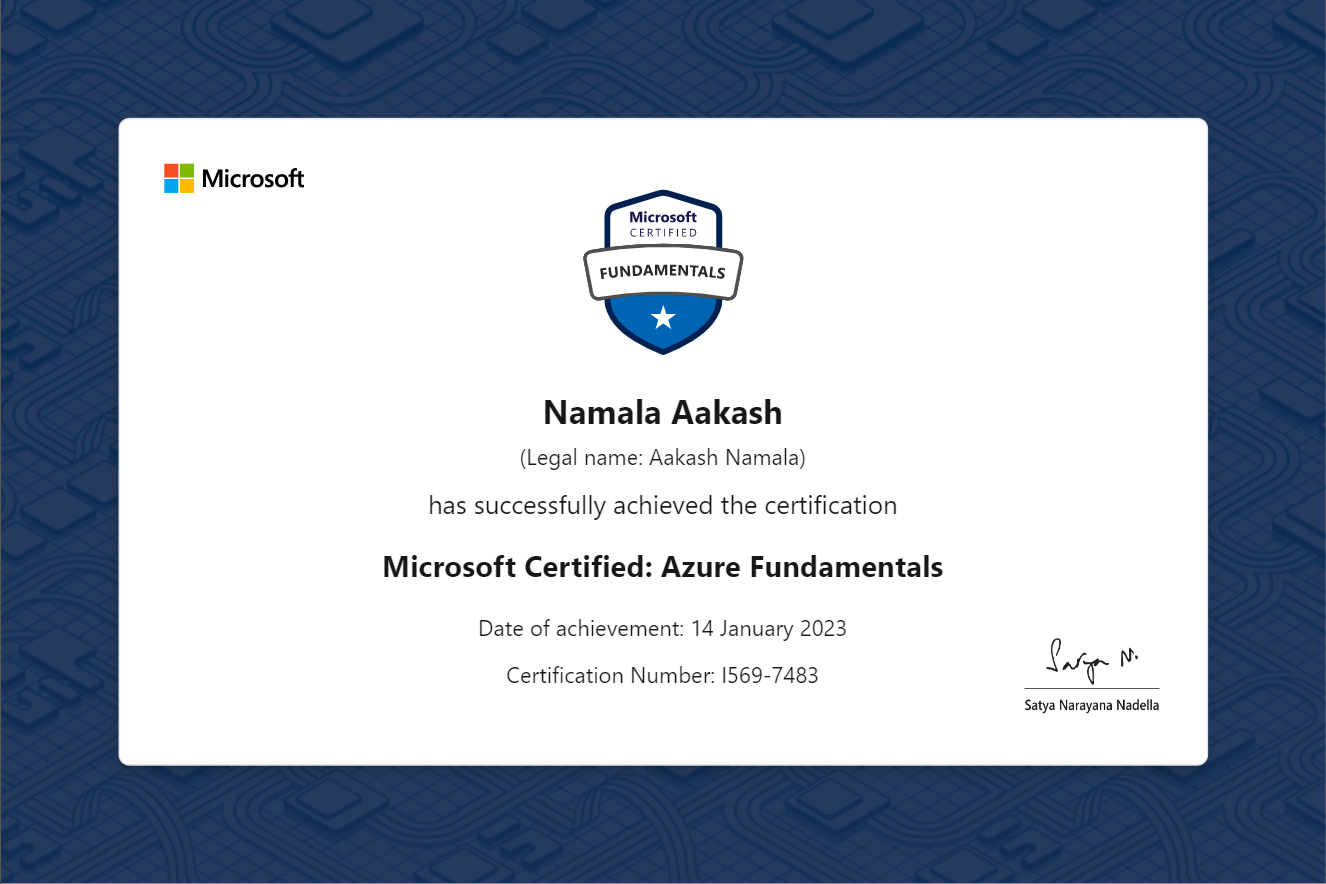 Microsoft
Microsoft
CERTIFIED
FUNDAMENTALS
Namala Aakash
(Legal name: Aakash Namala)
has successfully achieved the certification
Microsoft Certified: Azure Fundamentals
Date of achievement: 14 January 2023
Certification Number: I569-7483
Satya N.
Satya Narayana Nadella